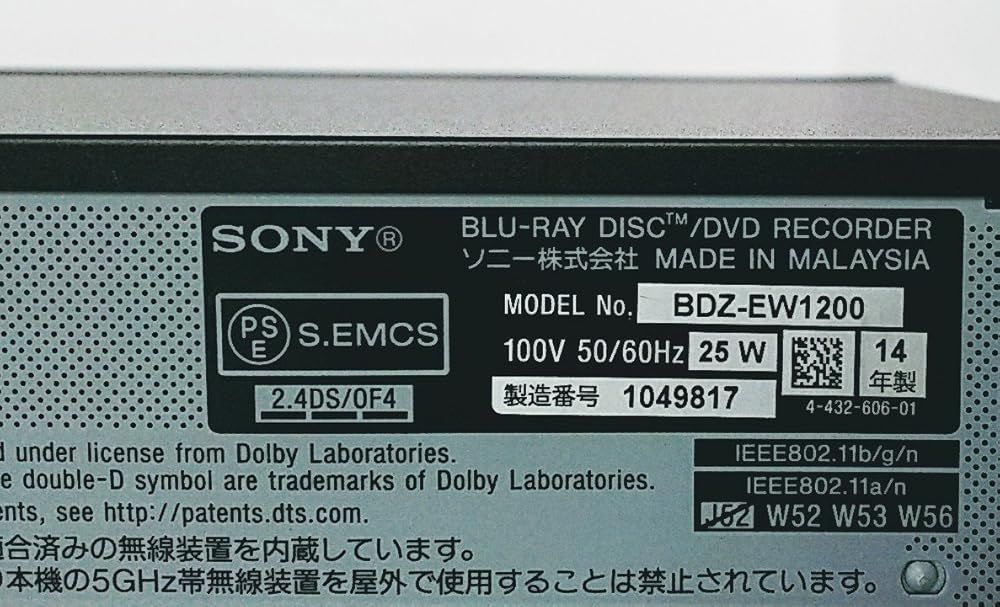 SONY®
BLU-RAY DISC™/DVD RECORDER
ソニー株式会社 MADE IN MALAYSIA
PSE S.EMCS
MODEL No. BDZ-EW1200
100V 50/60Hz 25 W
14年製
2.4DS/OF4
製造番号 1049817
4-432-606-01
under license from Dolby Laboratories.
double-D symbol are trademarks of Dolby Laboratories.
see http://patents.dts.com.
IEEE802.11b/g/n
IEEE802.11a/n
J52 W52 W53 W56
適合済みの無線装置を内蔵しています。
本機の5GHz帯無線装置を屋外で使用することは禁止されています。